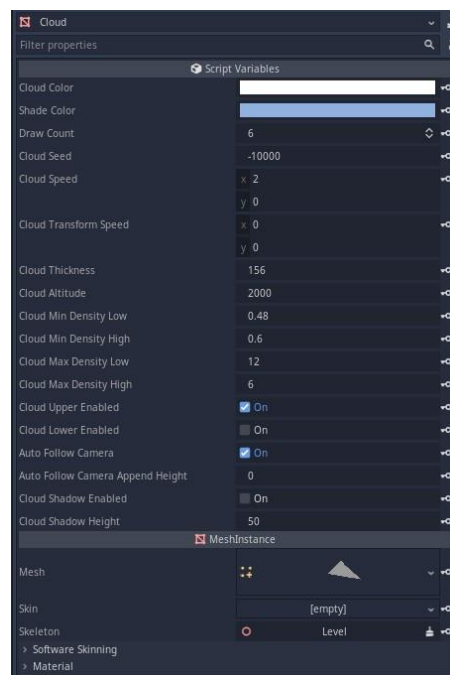 Cloud
Filter properties
Script Variables
Cloud Color
Shade Color
Draw Count 6
Cloud Seed -10000
Cloud Speed x 2
y 0
Cloud Transform Speed x 0
y 0
Cloud Thickness 156
Cloud Altitude 2000
Cloud Min Density Low 0.48
Cloud Min Density High 0.6
Cloud Max Density Low 12
Cloud Max Density High 6
Cloud Upper Enabled On
Cloud Lower Enabled On
Auto Follow Camera On
Auto Follow Camera Append Height 0
Cloud Shadow Enabled On
Cloud Shadow Height 50
MeshInstance
Mesh
Skin [empty]
Skeleton Level
> Software Skinning
> Material